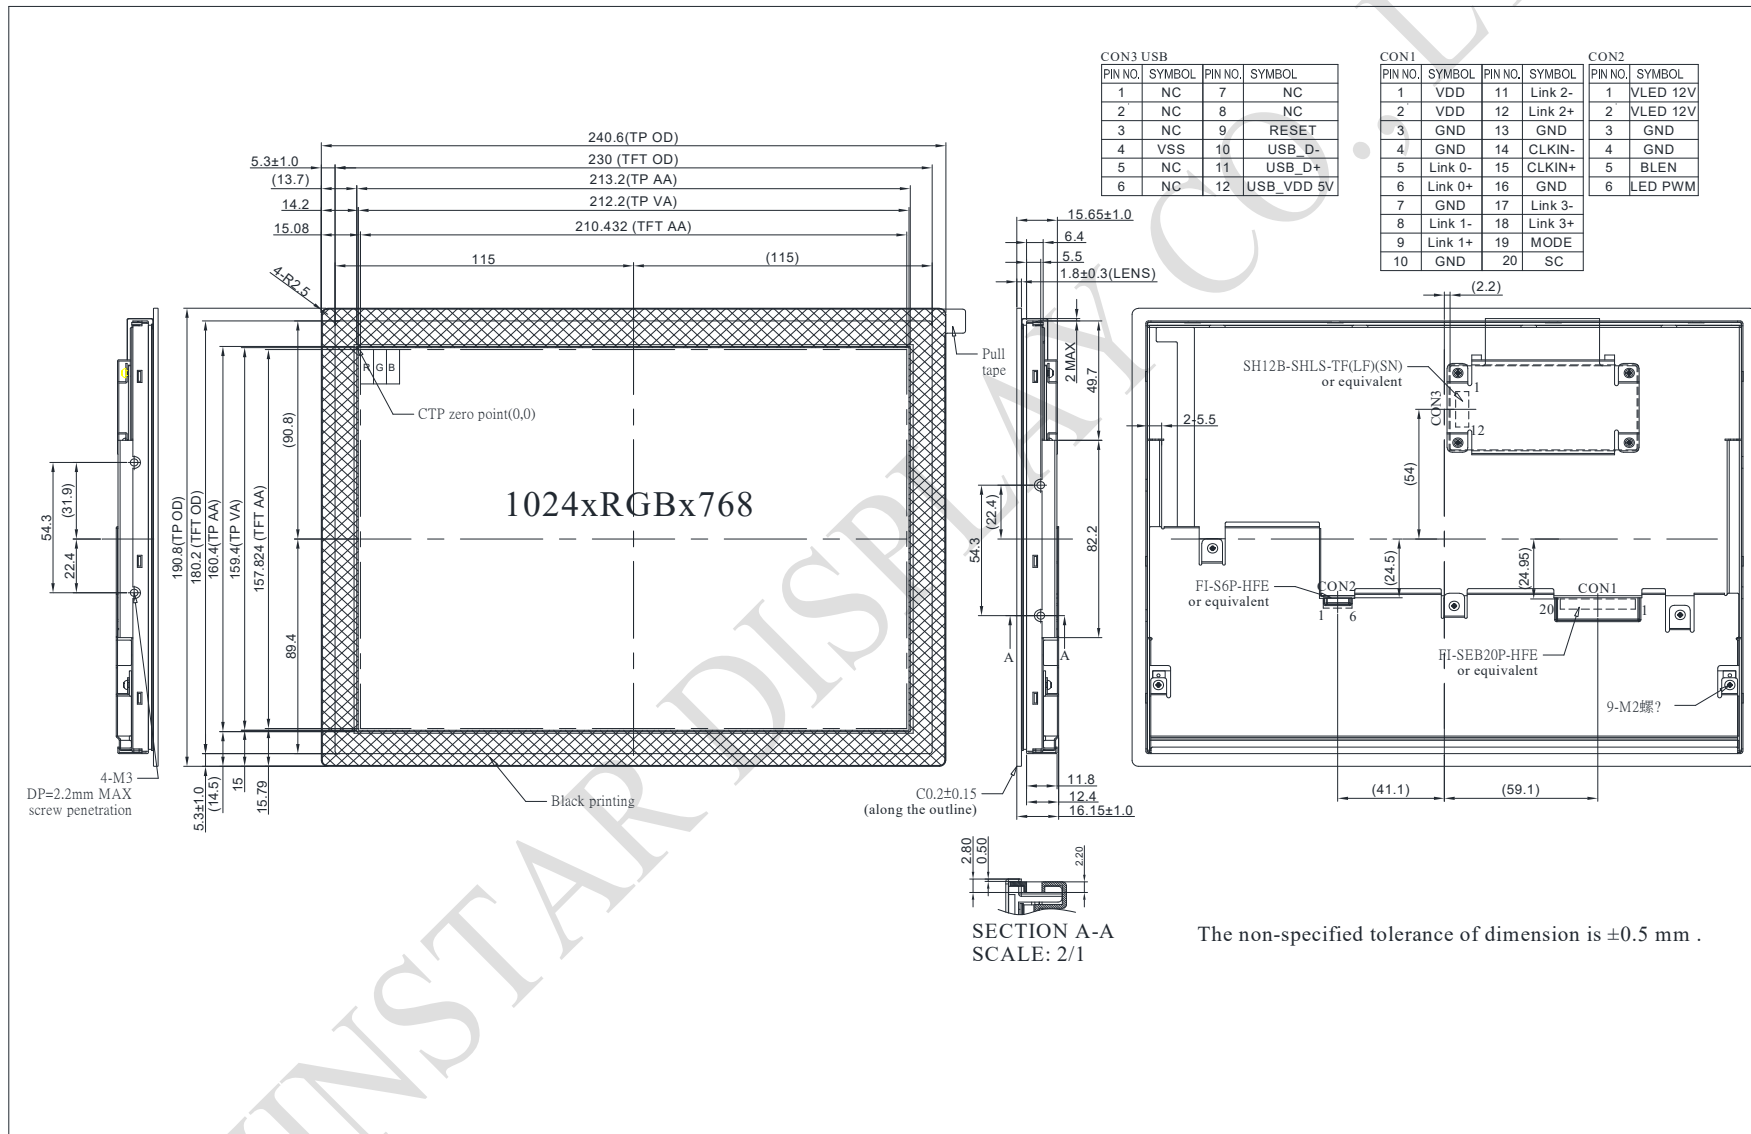 CON3 USB
PIN NO. SYMBOL PIN NO. SYMBOL
1 NC 7 NC
2 NC 8 NC
3 NC 9 RESET
4 VSS 10 USB_D-
5 NC 11 USB_D+
6 NC 12 USB_VDD 5V
CON1
PIN NO. SYMBOL PIN NO. SYMBOL
1 VDD 11 Link 2-
2 VDD 12 Link 2+
3 GND 13 GND
4 GND 14 CLKIN-
5 Link 0- 15 CLKIN+
6 Link 0+ 16 GND
7 GND 17 Link 3-
8 Link 1- 18 Link 3+
9 Link 1+ 19 MODE
10 GND 20 SC
CON2
PIN NO. SYMBOL
1 VLED 12V
2 VLED 12V
3 GND
4 GND
5 BLEN
6 LED PWM
240.6(TP OD)
5.3±1.0
230 (TFT OD)
(13.7)
213.2(TP AA)
14.2
212.2(TP VA)
15.08
210.432 (TFT AA)
115
(115)
4-R2.5
R G B
CTP zero point(0,0)
Pull
tape
1024xRGBx768
54.3
(31.9)
22.4
190.8(TP OD)
180.2 (TFT OD)
160.4(TP AA)
159.4(TP VA)
157.824 (TFT AA)
(90.8)
89.4
4-M3
DP=2.2mm MAX
screw penetration
5.3±1.0
(14.5)
15
15.79
Black printing
15.65±1.0
6.4
5.5
1.8±0.3(LENS)
2 MAX
49.7
54.3
(22.4)
82.2
A
A
11.8
12.4
16.15±1.0
C0.2±0.15
(along the outline)
(2.2)
SH12B-SHLS-TF(LF)(SN)
or equivalent
CON3
1
12
2-5.5
(54)
(24.5)
(24.95)
FI-S6P-HFE
or equivalent
CON2
1 6
CON1
20 1
FI-SEB20P-HFE
or equivalent
9-M2螺?
(41.1)
(59.1)
2.80
0.50
2.20
SECTION A-A
SCALE: 2/1
The non-specified tolerance of dimension is ±0.5 mm .
INSTAR DISPLAY CO., L